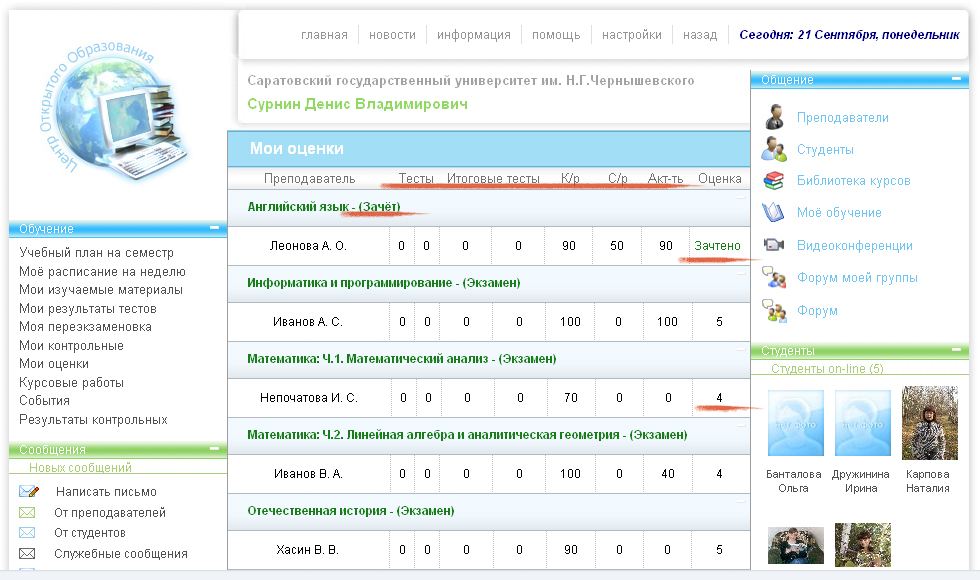 главная новости информация помощь настройки назад Сегодня: 21 Сентября, понедельник
Центр Открытого Образования
Саратовский государственный университет им. Н.Г.Чернышевского
Сурнин Денис Владимирович
Обучение
Учебный план на семестр
Моё расписание на неделю
Мои изучаемые материалы
Мои результаты тестов
Моя переэкзаменовка
Мои контрольные
Мои оценки
Курсовые работы
События
Результаты контрольных
Сообщения
Новых сообщений
Написать письмо
От преподавателей
От студентов
Служебные сообщения
Мои оценки
Преподаватель Тесты Итоговые тесты К/р С/р Акт-ть Оценка
Английский язык - (Зачёт)
Леонова А. О. 0 0 0 0 90 50 90 Зачтено
Информатика и программирование - (Экзамен)
Иванов А. С. 0 0 0 0 100 0 100 5
Математика: Ч.1. Математический анализ - (Экзамен)
Непочатова И. С. 0 0 0 0 70 0 0 4
Математика: Ч.2. Линейная алгебра и аналитическая геометрия - (Экзамен)
Иванов В. А. 0 0 0 0 100 0 40 4
Отечественная история - (Экзамен)
Хасин В. В. 0 0 0 0 90 0 0 5
Общение
Преподаватели
Студенты
Библиотека курсов
Моё обучение
Видеоконференции
Форум моей группы
Форум
Студенты
Студенты on-line (5)
нет фото нет фото
Банталова Дружинина Карпова
Ольга Ирина Наталия